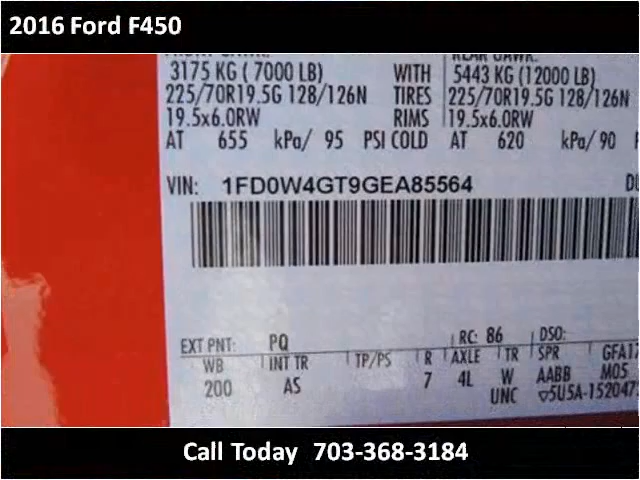 2016 Ford F450
3175 KG ( 7000 LB) WITH 5443 KG (12000 LB)
225/70R19.5G 128/126N TIRES 225/70R19.5G 128/126N
19.5x6.0RW RIMS 19.5x6.0RW
AT 655 kPa/ 95 PSI COLD AT 620 kPa/ 90
VIN: 1FD0W4GT9GEA85564
EXT PNT: PQ RC: 86 DSO:
WB INT TR TP/PS R AXLE TR SPR GFA17
200 AS 7 4L W AABB M05
UNC ▽5U5A-152047
Call Today 703-368-3184